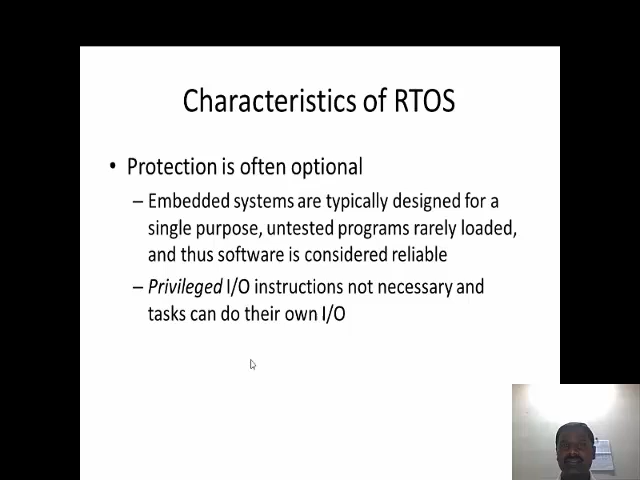 Characteristics of RTOS
• Protection is often optional
– Embedded systems are typically designed for a
single purpose, untested programs rarely loaded,
and thus software is considered reliable
– Privileged I/O instructions not necessary and
tasks can do their own I/O